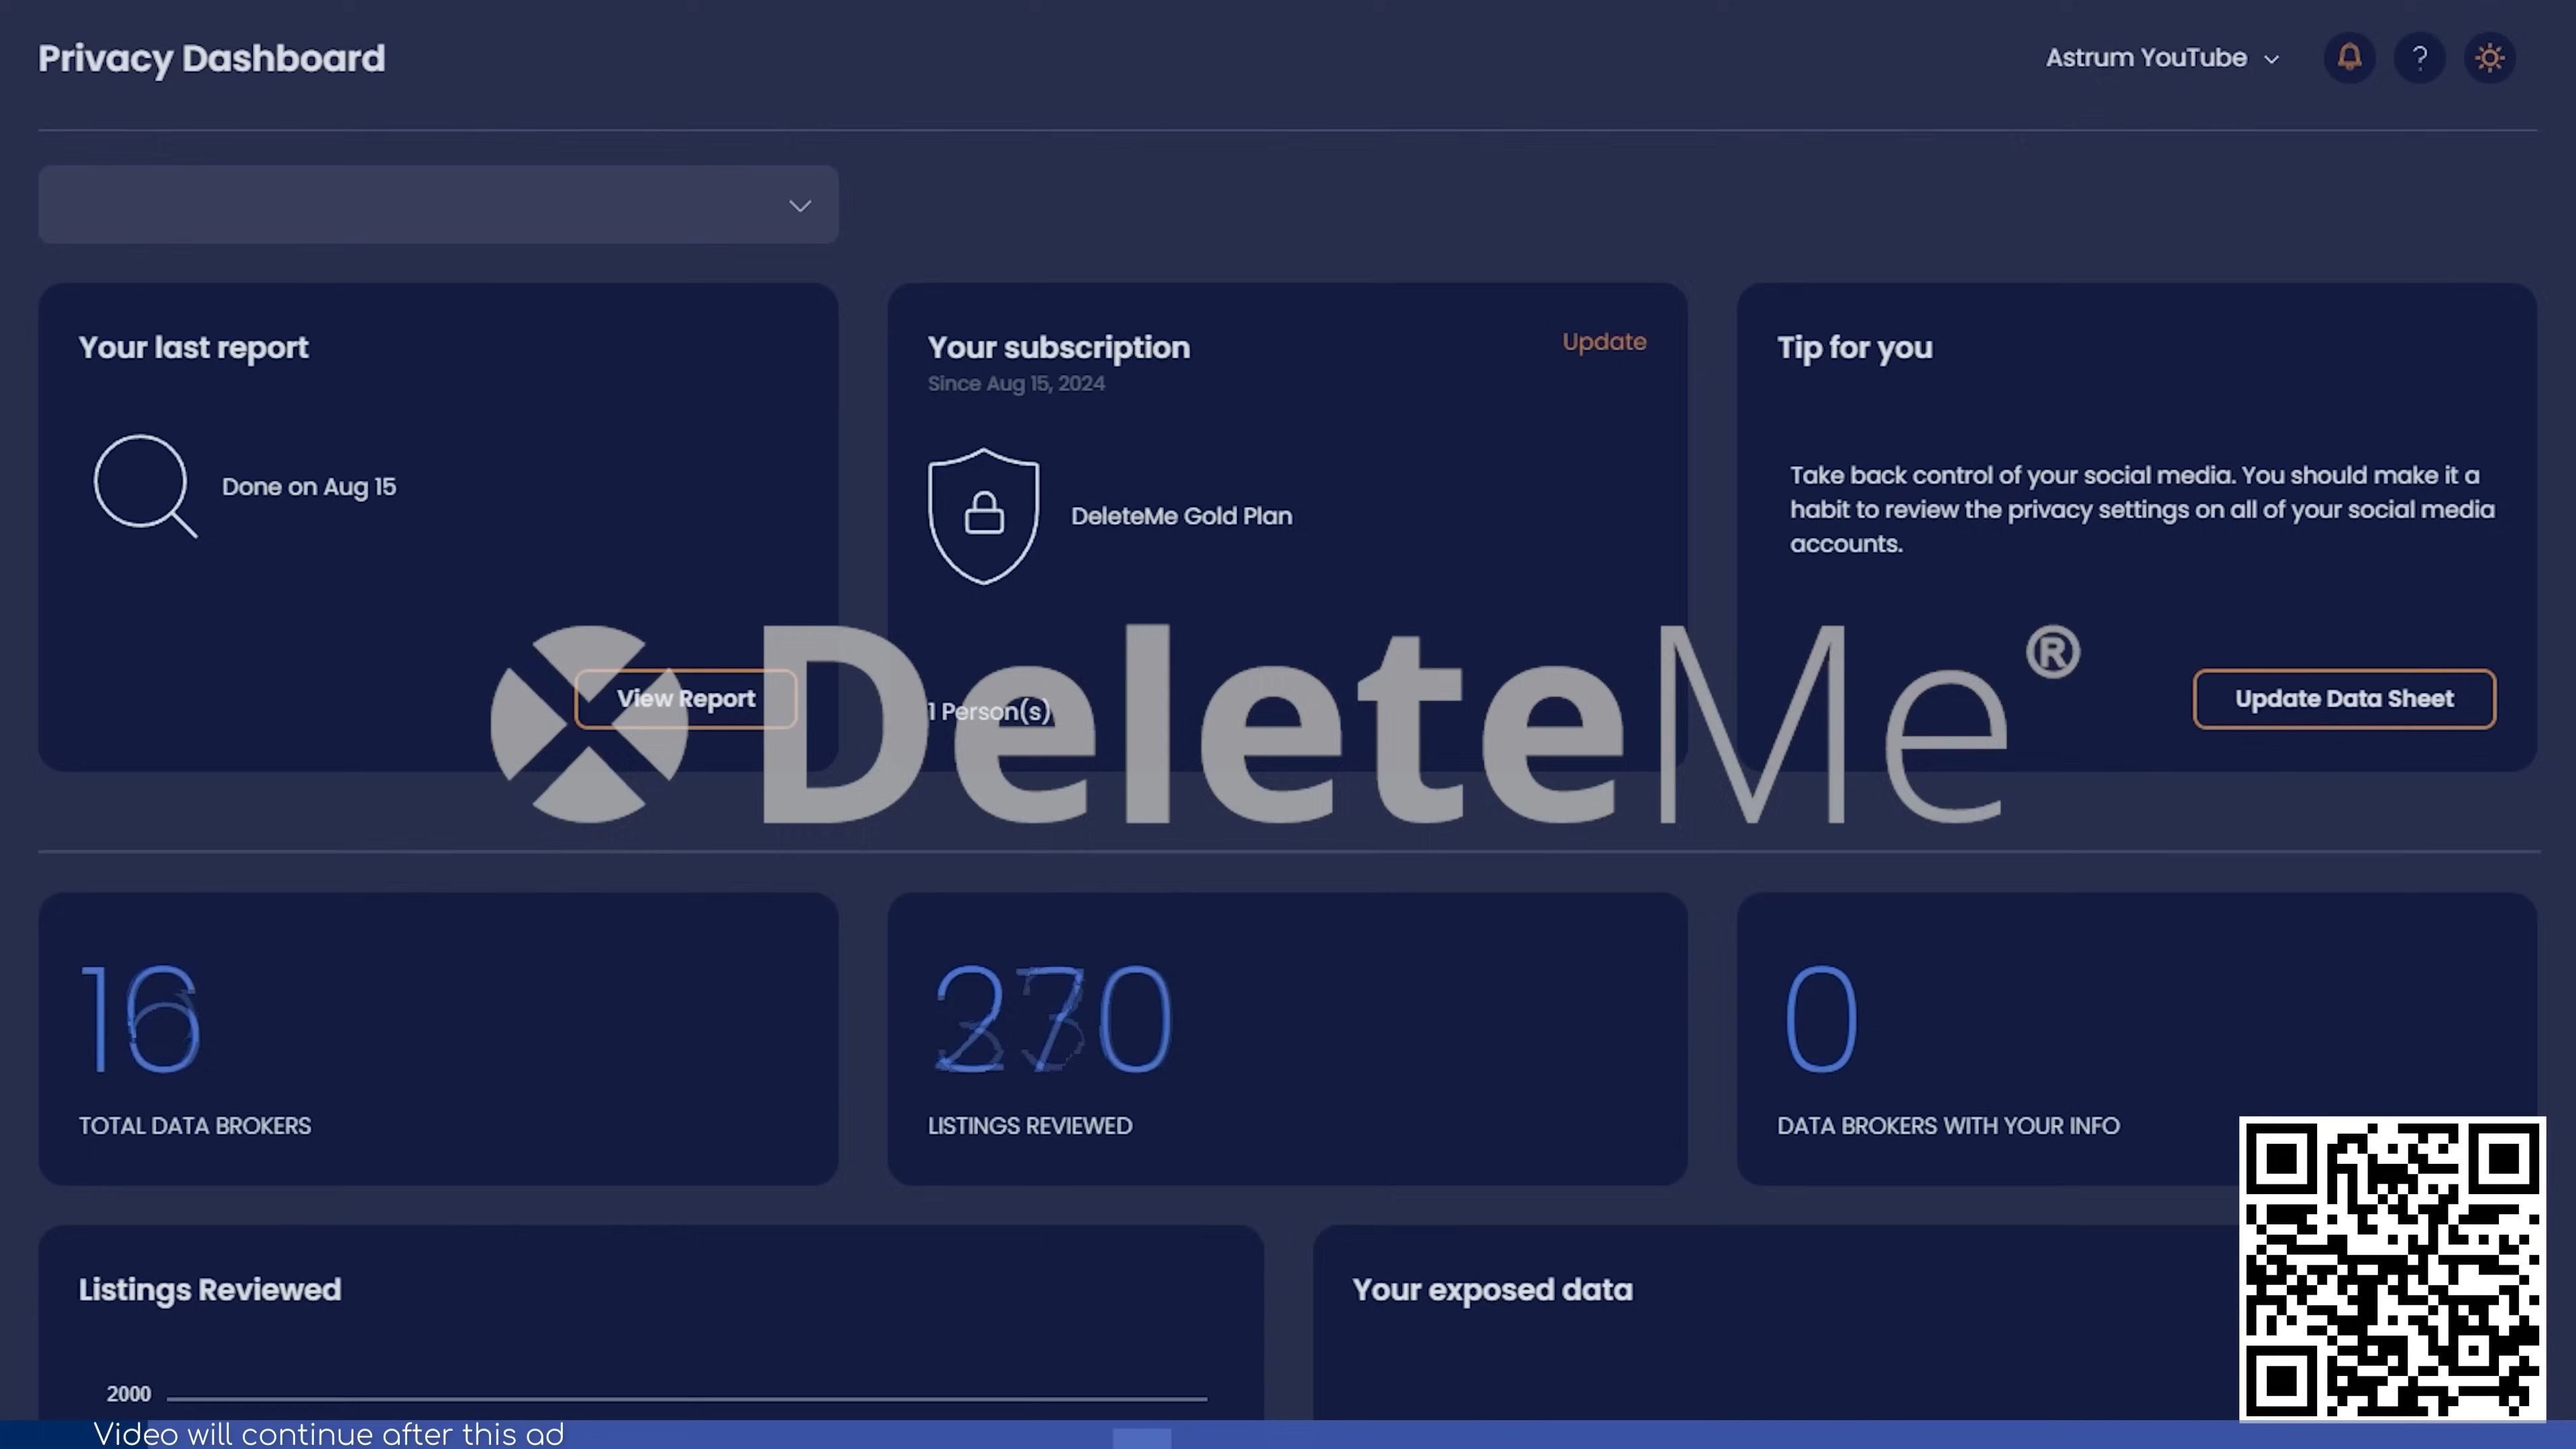 Privacy Dashboard
Astrum YouTube
?
Your last report
Done on Aug 15
View Report
Your subscription
Update
Since Aug 15, 2024
DeleteMe Gold Plan
1 Person(s)
Tip for you
Take back control of your social media. You should make it a
habit to review the privacy settings on all of your social media
accounts.
Update Data Sheet
DeleteMe®
16
TOTAL DATA BROKERS
LISTINGS REVIEWED
0
DATA BROKERS WITH YOUR INFO
Listings Reviewed
2000
Your exposed data
Video will continue after this ad